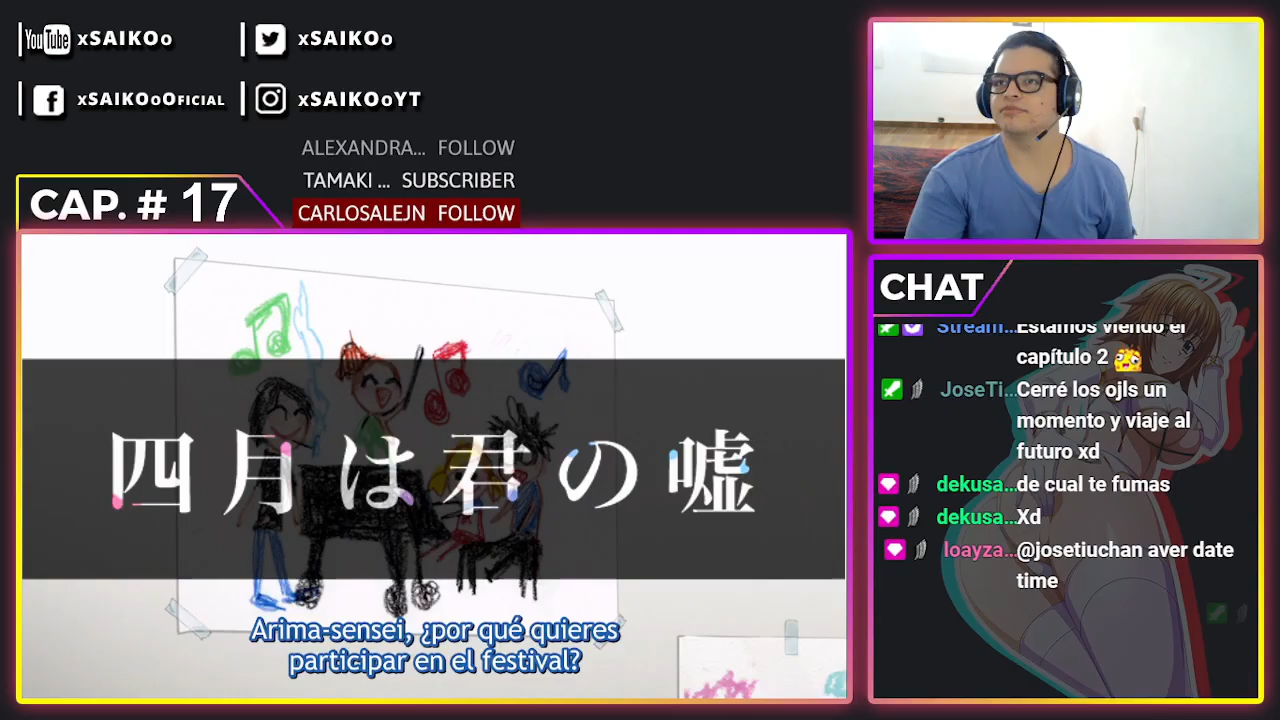 YouTube xSAIKOo
xSAIKOo
f xSAIKOoOficial
xSAIKOoYT
ALEXANDRA... FOLLOW
TAMAKI ... SUBSCRIBER
CARLOSALEJN FOLLOW
CAP. # 17
四月は君の嘘
Arima-sensei, ¿por qué quieres
participar en el festival?
CHAT
Stream...Estamos viendo el
capítulo 2
JoseTi...Cerré los ojls un
momento y viaje al
futuro xd
dekusa...de cual te fumas
dekusa...Xd
loayza...@josetiuchan aver date
time